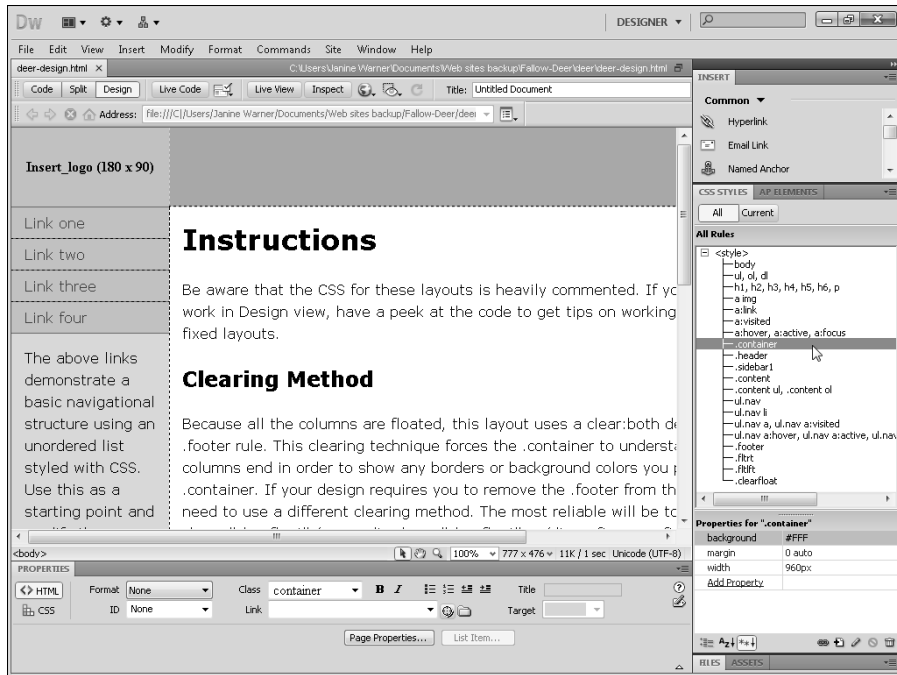 Dw
DESIGNER
File Edit View Insert Modify Format Commands Site Window Help
deer-design.html
C:\Users\Janine Warner\Documents\Web sites backup\Fallow-Deer\deer\deer-design.html
Code Split Design Live Code Live View Inspect Title: Untitled Document
Address: file:///C|/Users/Janine Warner/Documents/Web sites backup/Fallow-Deer/deer
Insert_logo (180 x 90)
Link one
Link two
Link three
Link four
The above links
demonstrate a
basic navigational
structure using an
unordered list
styled with CSS.
Use this as a
starting point and
Instructions
Be aware that the CSS for these layouts is heavily commented. If yo
work in Design view, have a peek at the code to get tips on working
fixed layouts.
Clearing Method
Because all the columns are floated, this layout uses a clear:both de
.footer rule. This clearing technique forces the .container to understa
columns end in order to show any borders or background colors you p
.container. If your design requires you to remove the .footer from th
need to use a different clearing method. The most reliable will be to
<body>
100% 777 x 476 11K / 1 sec Unicode (UTF-8)
PROPERTIES
<> HTML Format None Class container B I Title
CSS ID None Link Target
Page Properties... List Item...
INSERT
Common
Hyperlink
Email Link
Named Anchor
CSS STYLES AP ELEMENTS
All Current
All Rules
<style>
body
ul, ol, dl
h1, h2, h3, h4, h5, h6, p
a img
a:link
a:visited
a:hover, a:active, a:focus
.container
.header
.sidebar1
.content
.content ul, .content ol
ul.nav
ul.nav li
ul.nav a, ul.nav a:visited
ul.nav a:hover, ul.nav a:active, ul.nav
.footer
.fltrt
.fltlft
.clearfloat
Properties for ".container"
background #FFF
margin 0 auto
width 960px
Add Property
FILES ASSETS